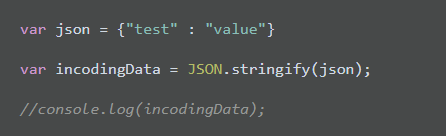 var json = {"test" : "value"}
var incodingData = JSON.stringify(json);
//console.log(incodingData);